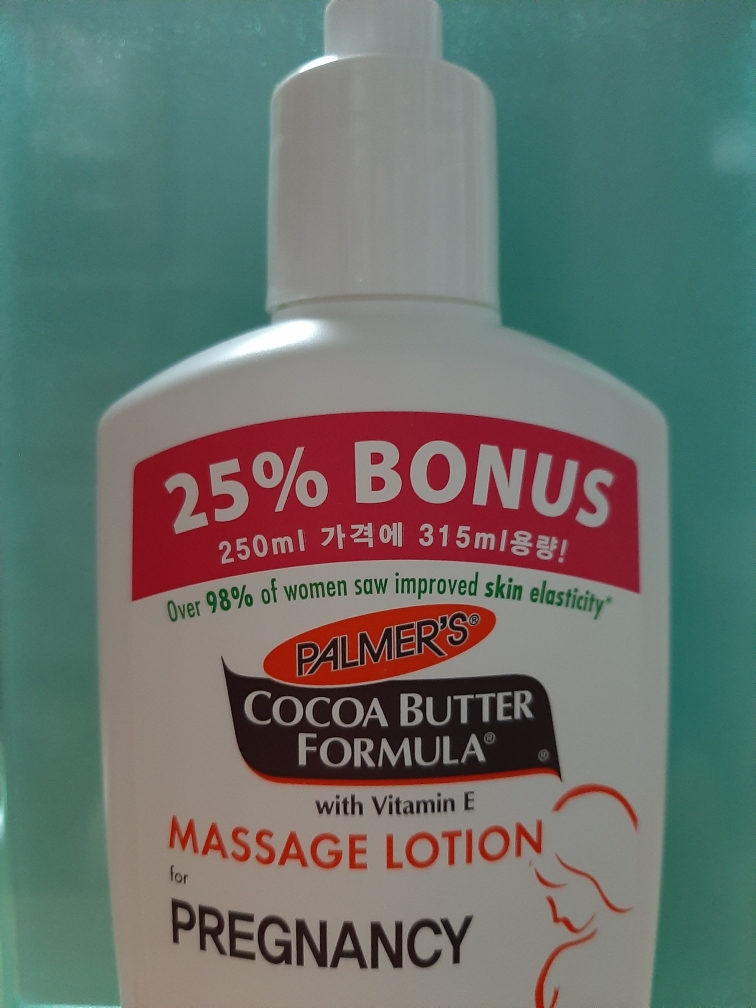 25% BONUS
250ml 가격에 315ml용량!
Over 98% of women saw improved skin elasticity*
PALMER'S®
COCOA BUTTER
FORMULA®
®
with Vitamin E
MASSAGE LOTION
for
PREGNANCY